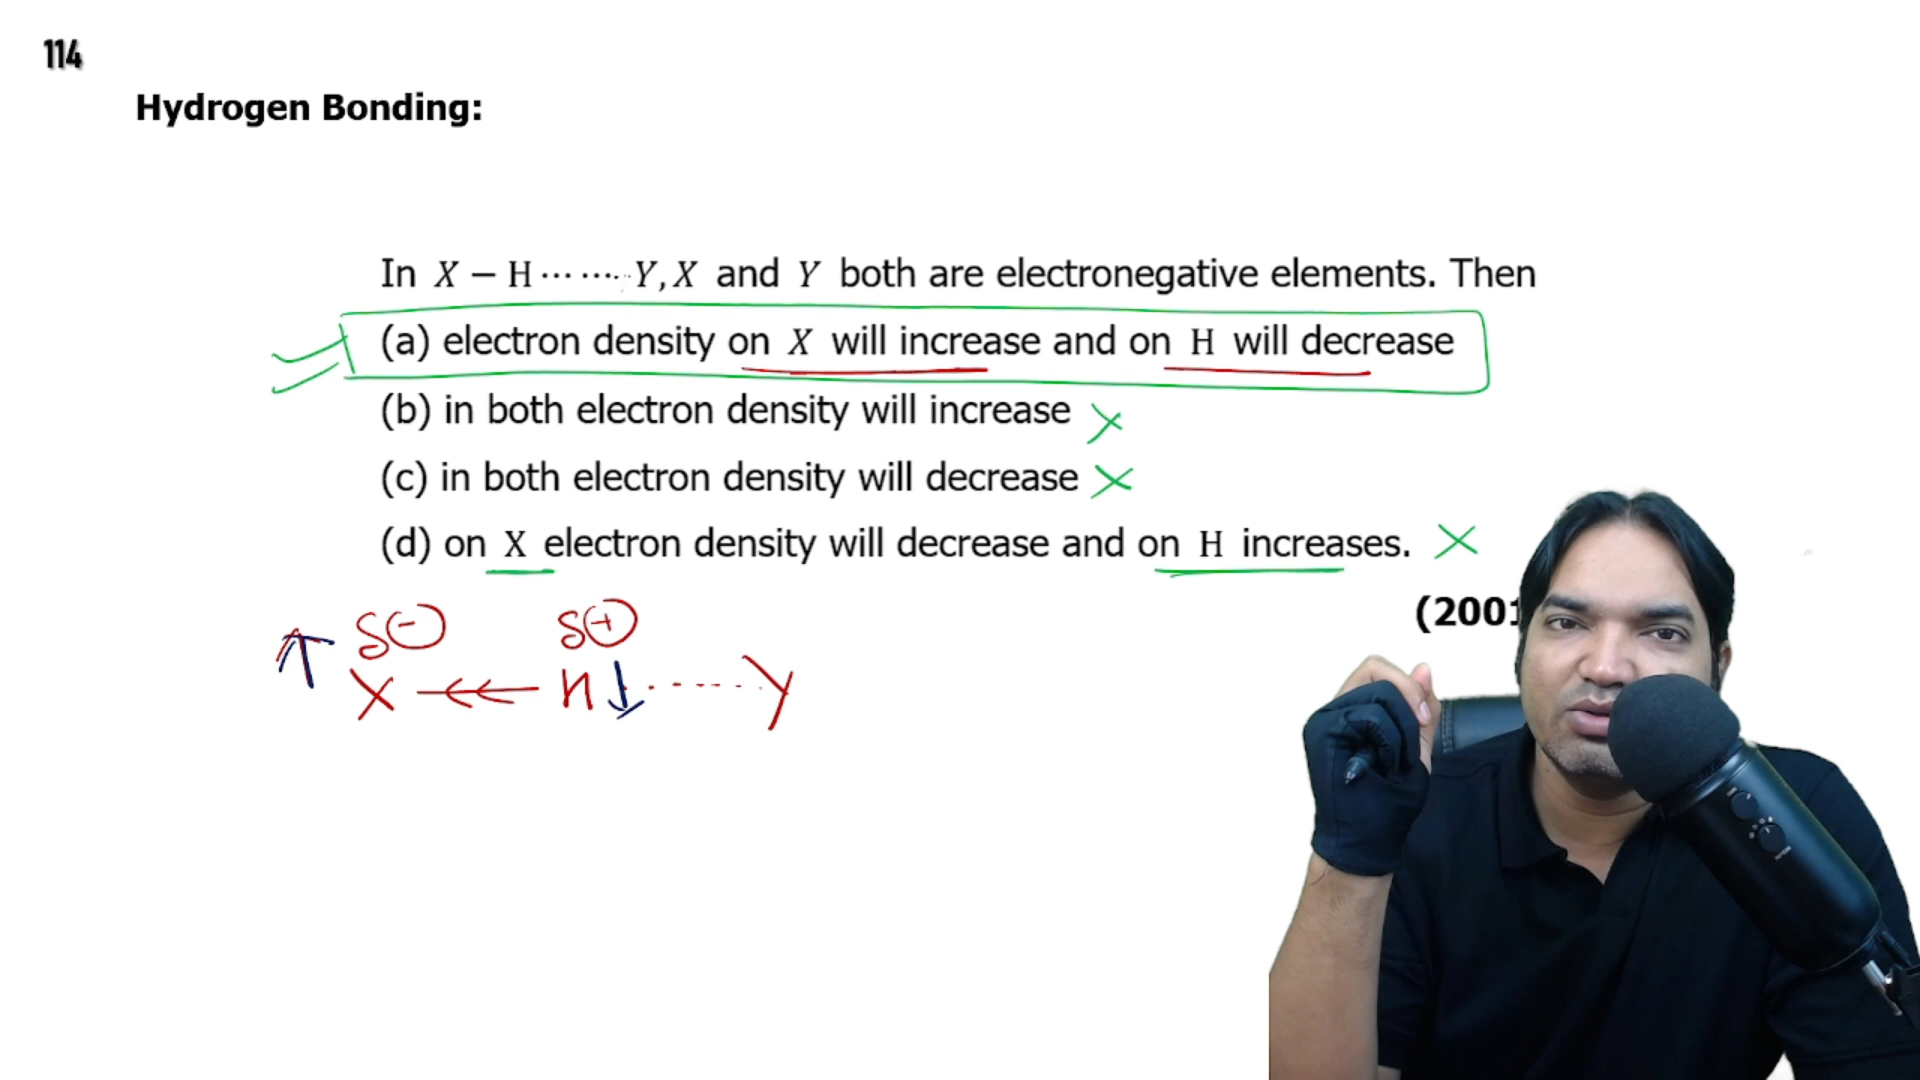 114
Hydrogen Bonding:
In X – H ⋯ ⋯ Y, X and Y both are electronegative elements. Then
(a) electron density on X will increase and on H will decrease
(b) in both electron density will increase
(c) in both electron density will decrease
(d) on X electron density will decrease and on H increases.
(2001
δ⊖ δ⊕
X H Y